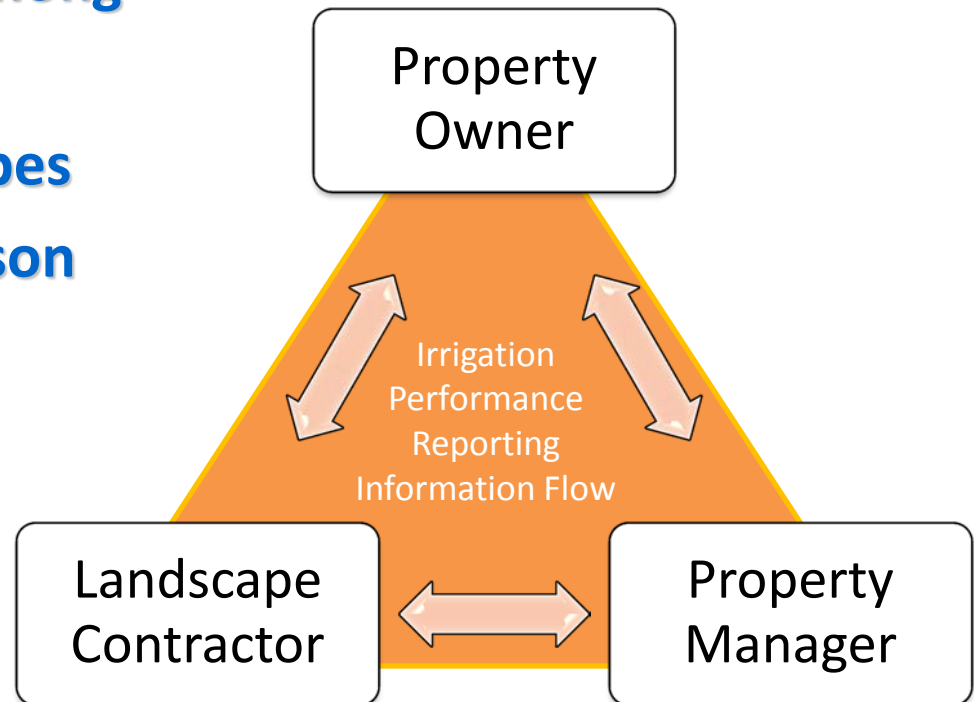 Property
Owner
Irrigation
Performance
Reporting
Information Flow
Landscape
Contractor
Property
Manager